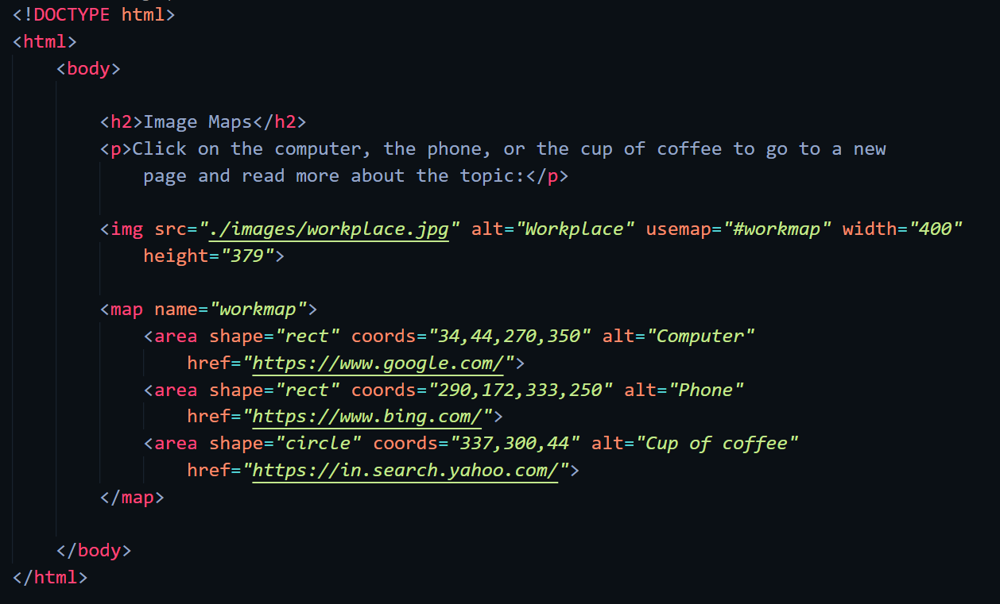 <!DOCTYPE html>
<html>
<body>
<h2>Image Maps</h2>
<p>Click on the computer, the phone, or the cup of coffee to go to a new
page and read more about the topic:</p>
<img src="./images/workplace.jpg" alt="Workplace" usemap="#workmap" width="400"
height="379">
<map name="workmap">
<area shape="rect" coords="34,44,270,350" alt="Computer"
href="https://www.google.com/">
<area shape="rect" coords="290,172,333,250" alt="Phone"
href="https://www.bing.com/">
<area shape="circle" coords="337,300,44" alt="Cup of coffee"
href="https://in.search.yahoo.com/">
</map>
</body>
</html>